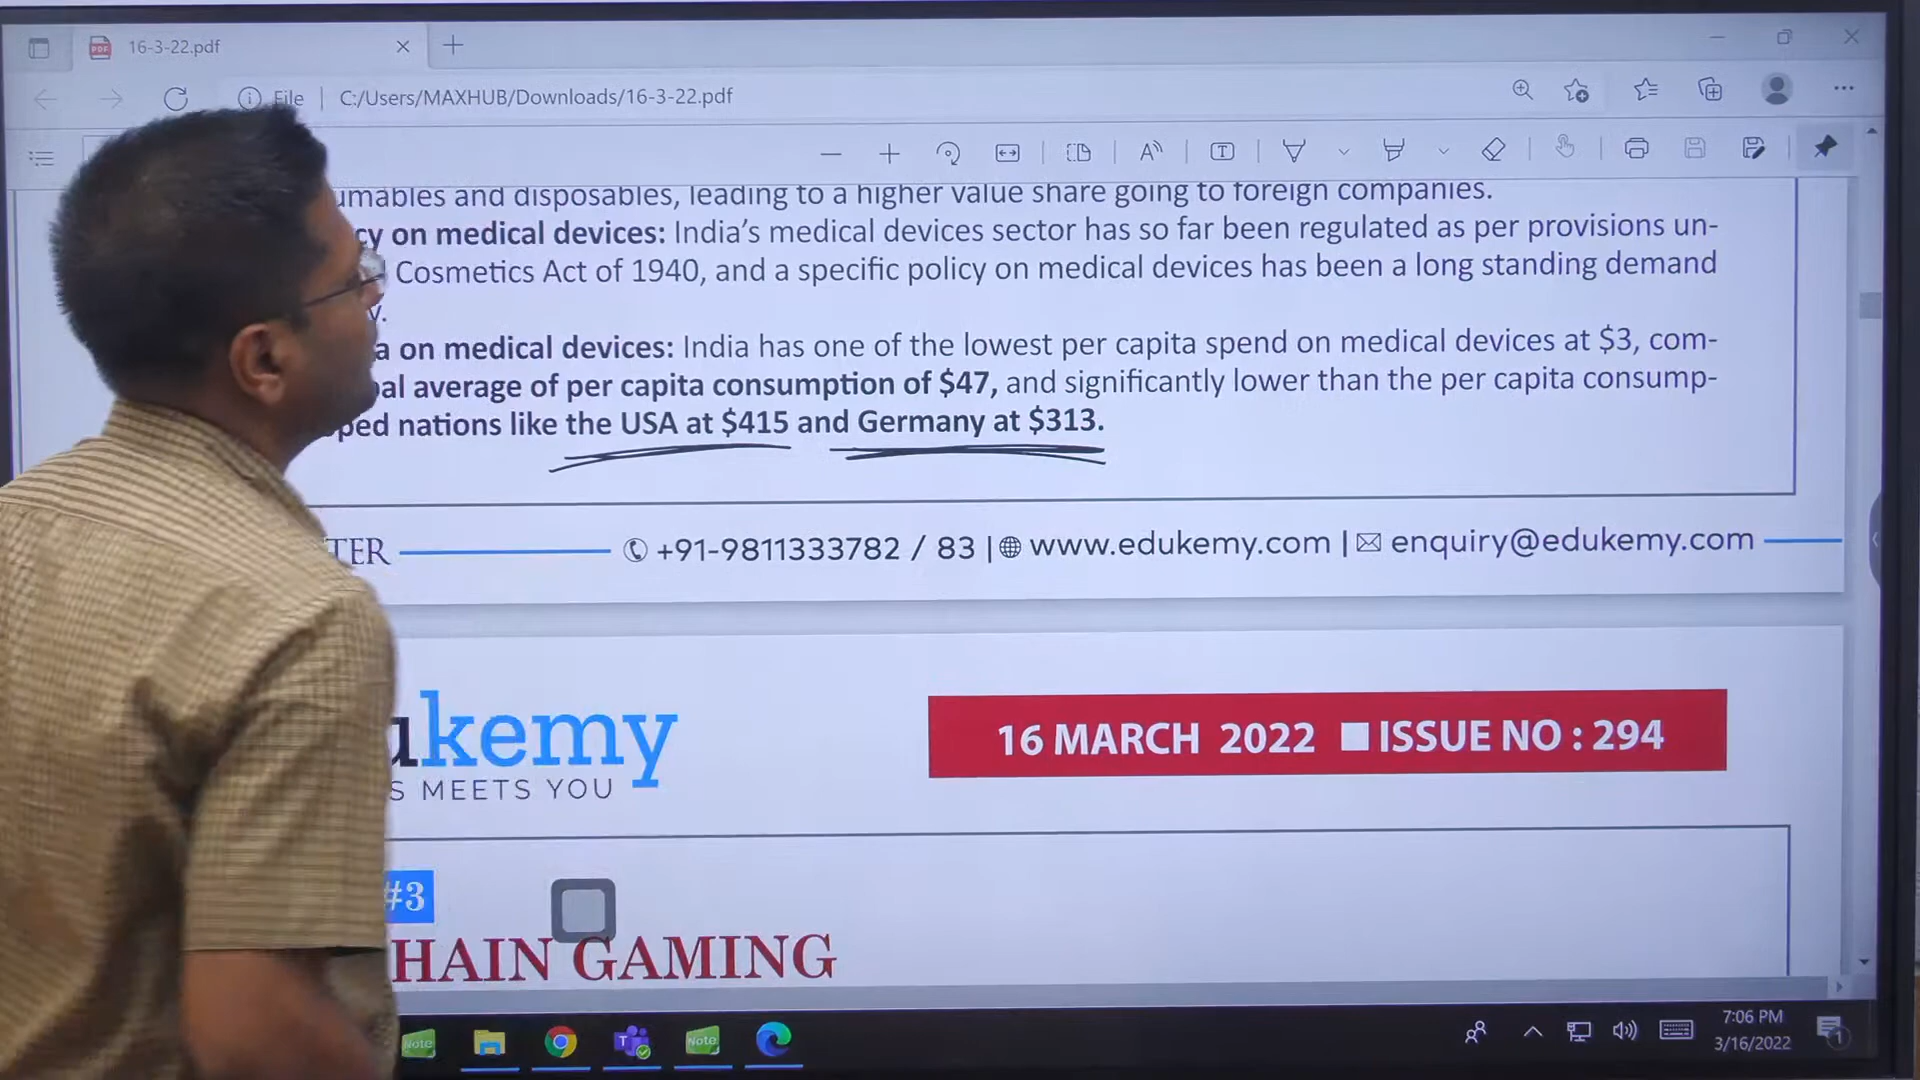 16-3-22.pdf
File | C:/Users/MAXHUB/Downloads/16-3-22.pdf
umables and disposables, leading to a higher value share going to foreign companies.
cy on medical devices: India's medical devices sector has so far been regulated as per provisions un-
Cosmetics Act of 1940, and a specific policy on medical devices has been a long standing demand
y.
a on medical devices: India has one of the lowest per capita spend on medical devices at $3, com-
bal average of per capita consumption of $47, and significantly lower than the per capita consump-
ped nations like the USA at $415 and Germany at $313.
TER +91-9811333782 / 83 | www.edukemy.com | enquiry@edukemy.com
ukemy
S MEETS YOU
16 MARCH 2022 ■ ISSUE NO : 294
#3
HAIN GAMING
Note
Note
7:06 PM
3/16/2022
1